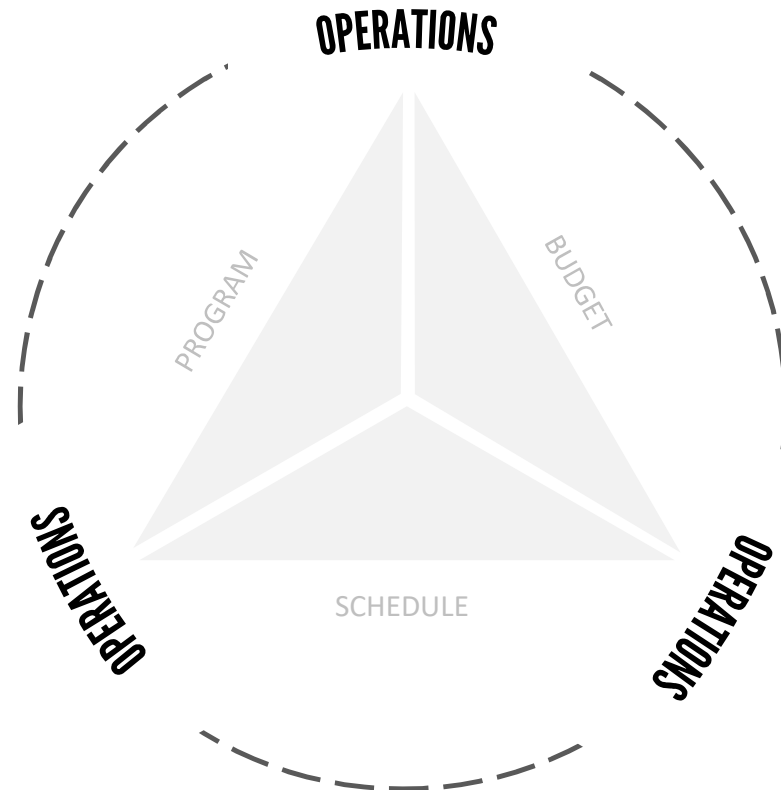 OPERATIONS
PROGRAM
BUDGET
OPERATIONS
OPERATIONS
SCHEDULE